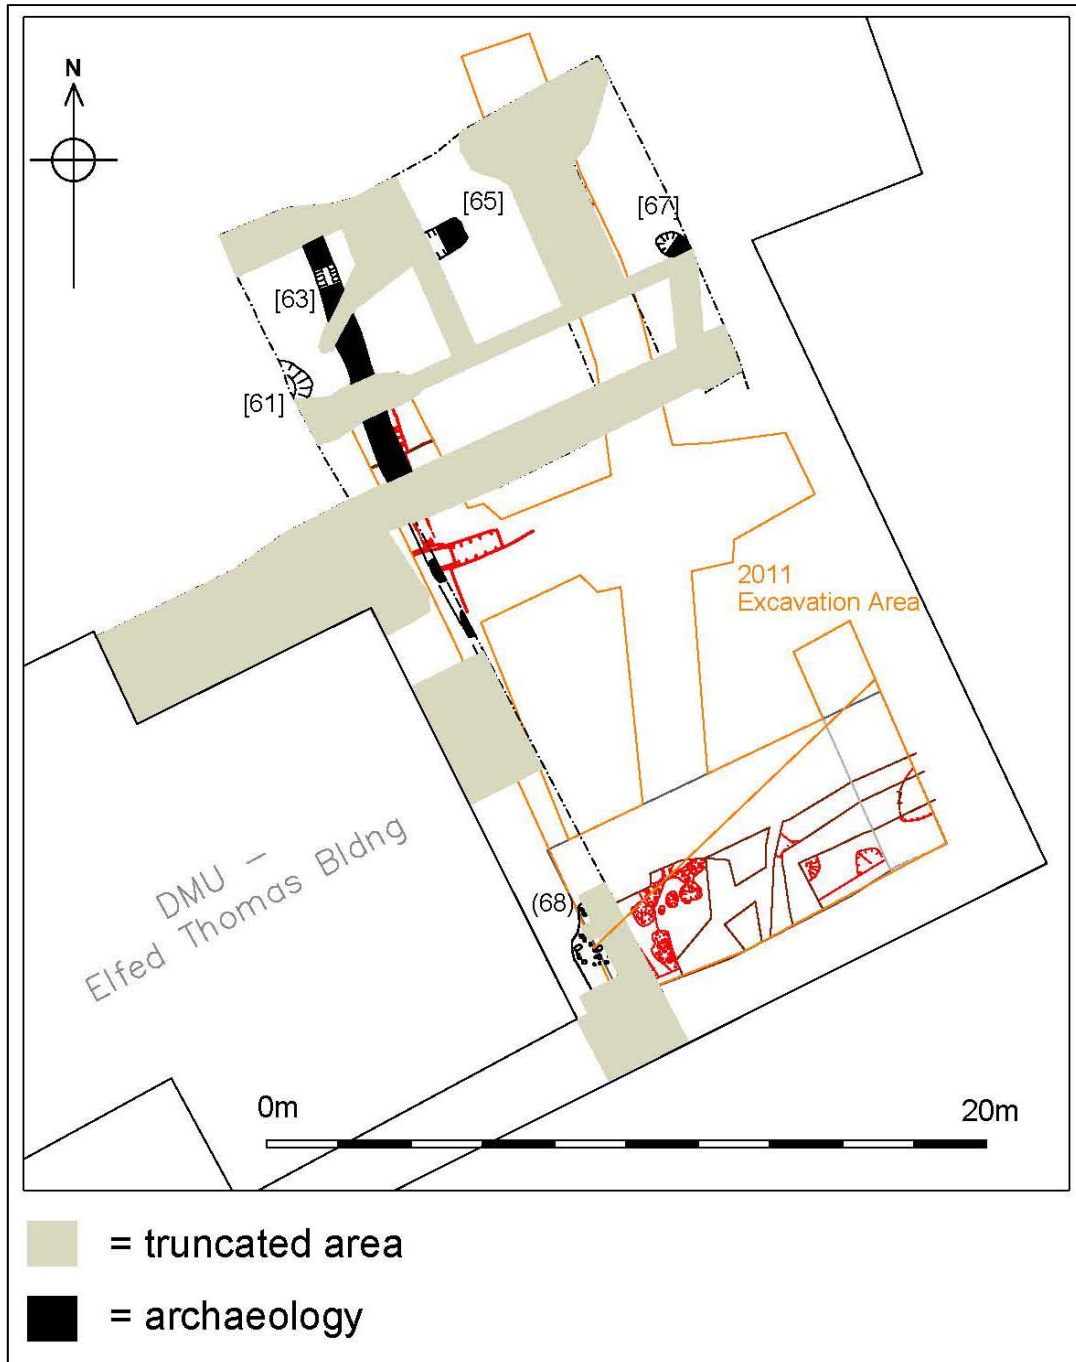 N
[65]
[67]
[63]
[61]
2011
Excavation Area
(68)
DMU –
Elfed Thomas Bldng
0m
20m
= truncated area
= archaeology